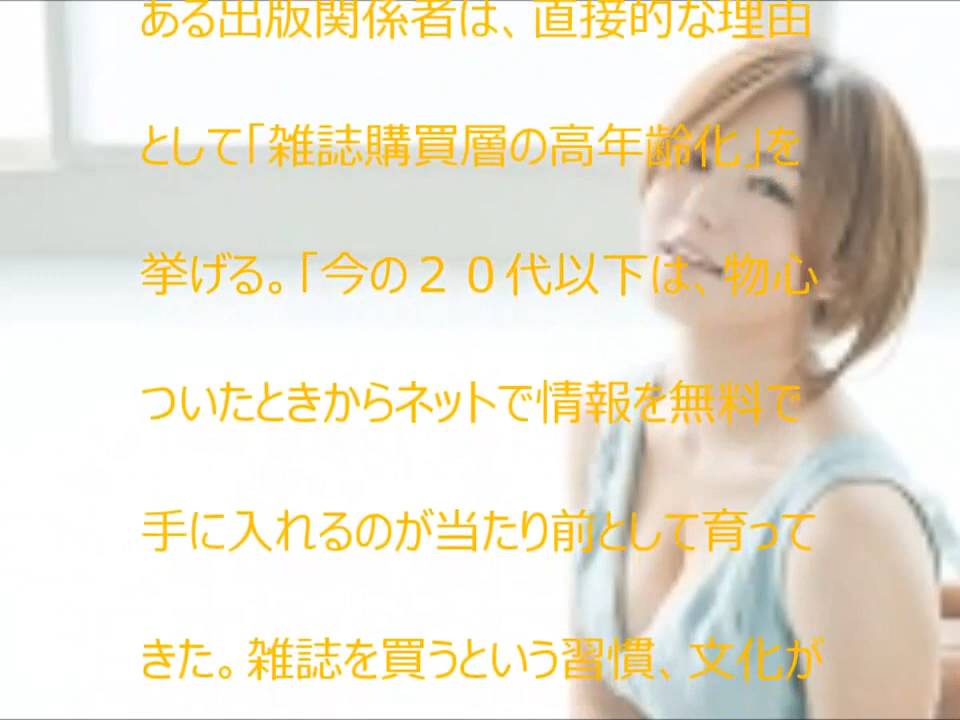 ある出版関係者は、直接的な理由
として「雑誌購買層の高年齢化」を
挙げる。「今の２０代以下は、物心
ついたときからネットで情報を無料で
手に入れるのが当たり前として育って
きた。雑誌を買うという習慣、文化が